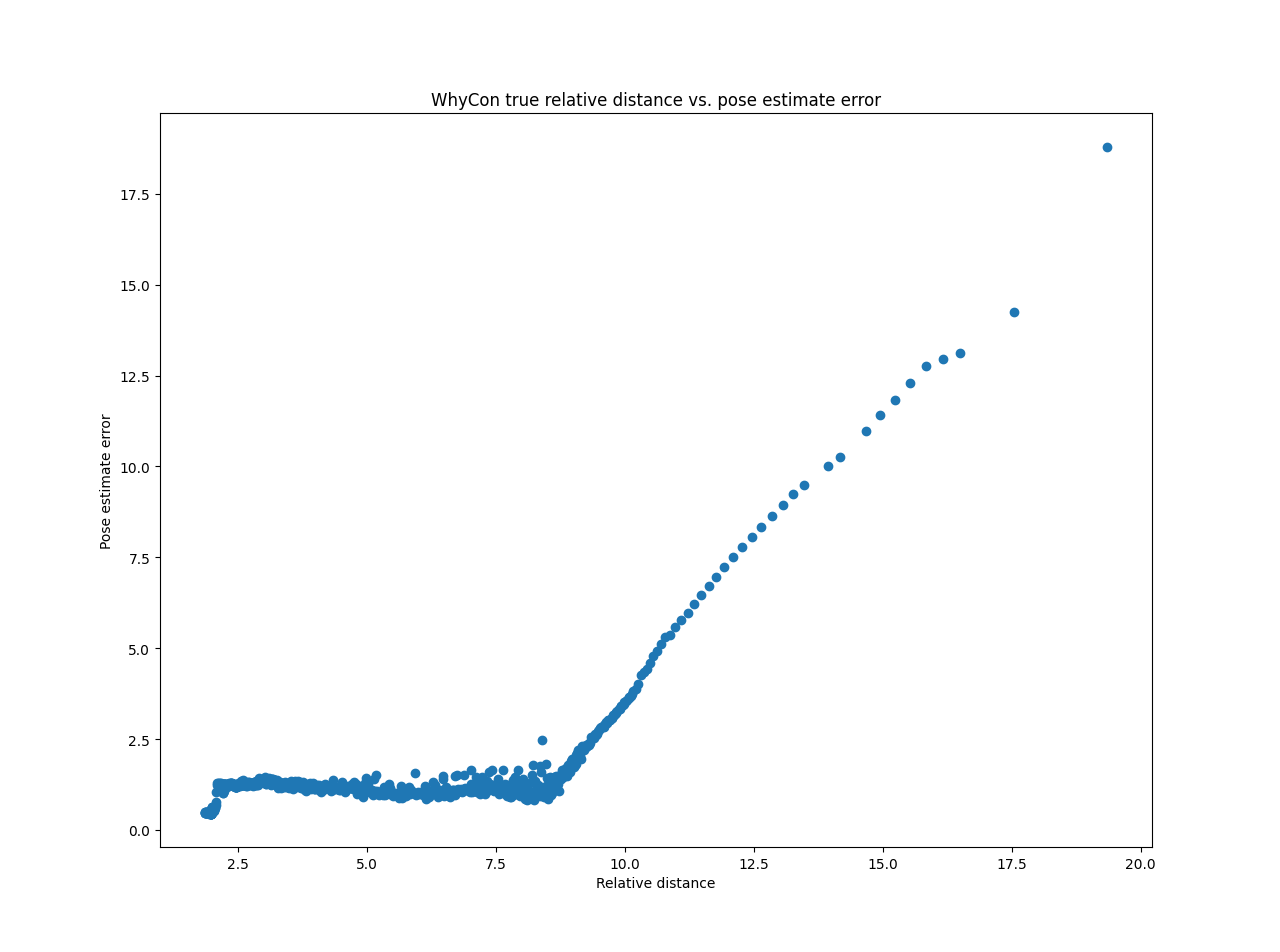 WhyCon true relative distance vs. pose estimate error
17.5
15.0
12.5
10.0
7.5
5.0
2.5
0.0
Pose estimate error
2.5 5.0 7.5 10.0 12.5 15.0 17.5 20.0
Relative distance